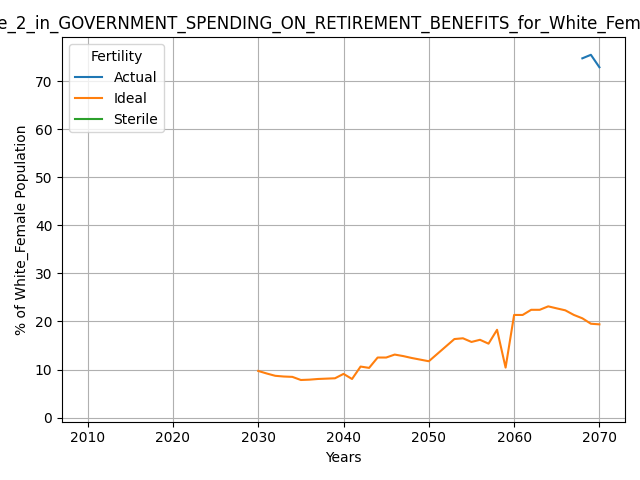 e_2_in_GOVERNMENT_SPENDING_ON_RETIREMENT_BENEFITS_for_White_Fem
Fertility
Actual
Ideal
Sterile
% of White_Female Population
70
60
50
40
30
20
10
0
2010 2020 2030 2040 2050 2060 2070
Years